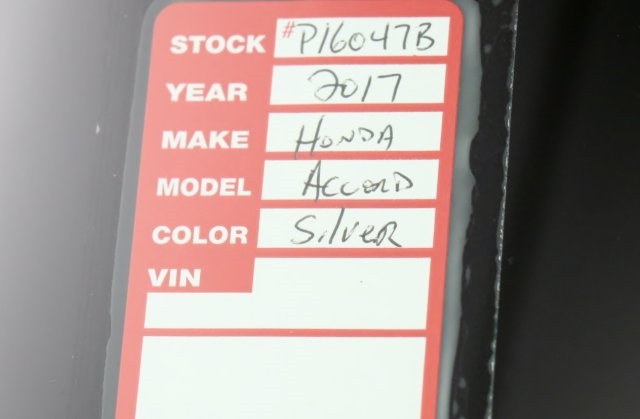 STOCK #P16047B
YEAR 2017
MAKE HONDA
MODEL ACCORD
COLOR SilveR
VIN